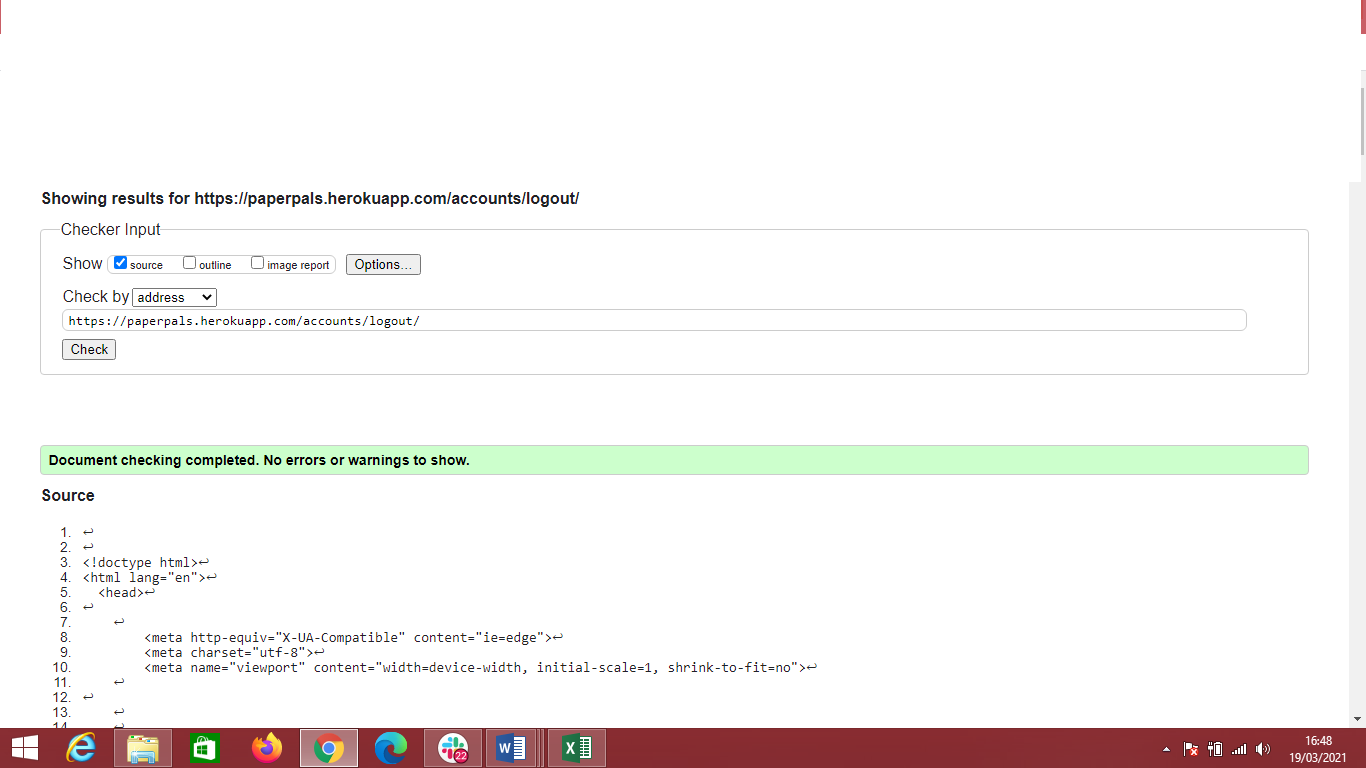 Showing results for https://paperpals.herokuapp.com/accounts/logout/
Checker Input
Show source outline image report Options...
Check by address
https://paperpals.herokuapp.com/accounts/logout/
Check
Document checking completed. No errors or warnings to show.
Source
1. ↩
2. ↩
3. <!doctype html>↩
4. <html lang="en">↩
5. <head>↩
6. ↩
7. ↩
8. <meta http-equiv="X-UA-Compatible" content="ie=edge">↩
9. <meta charset="utf-8">↩
10. <meta name="viewport" content="width=device-width, initial-scale=1, shrink-to-fit=no">↩
11. ↩
12. ↩
13. ↩
14. ↩
22
16:48
19/03/2021